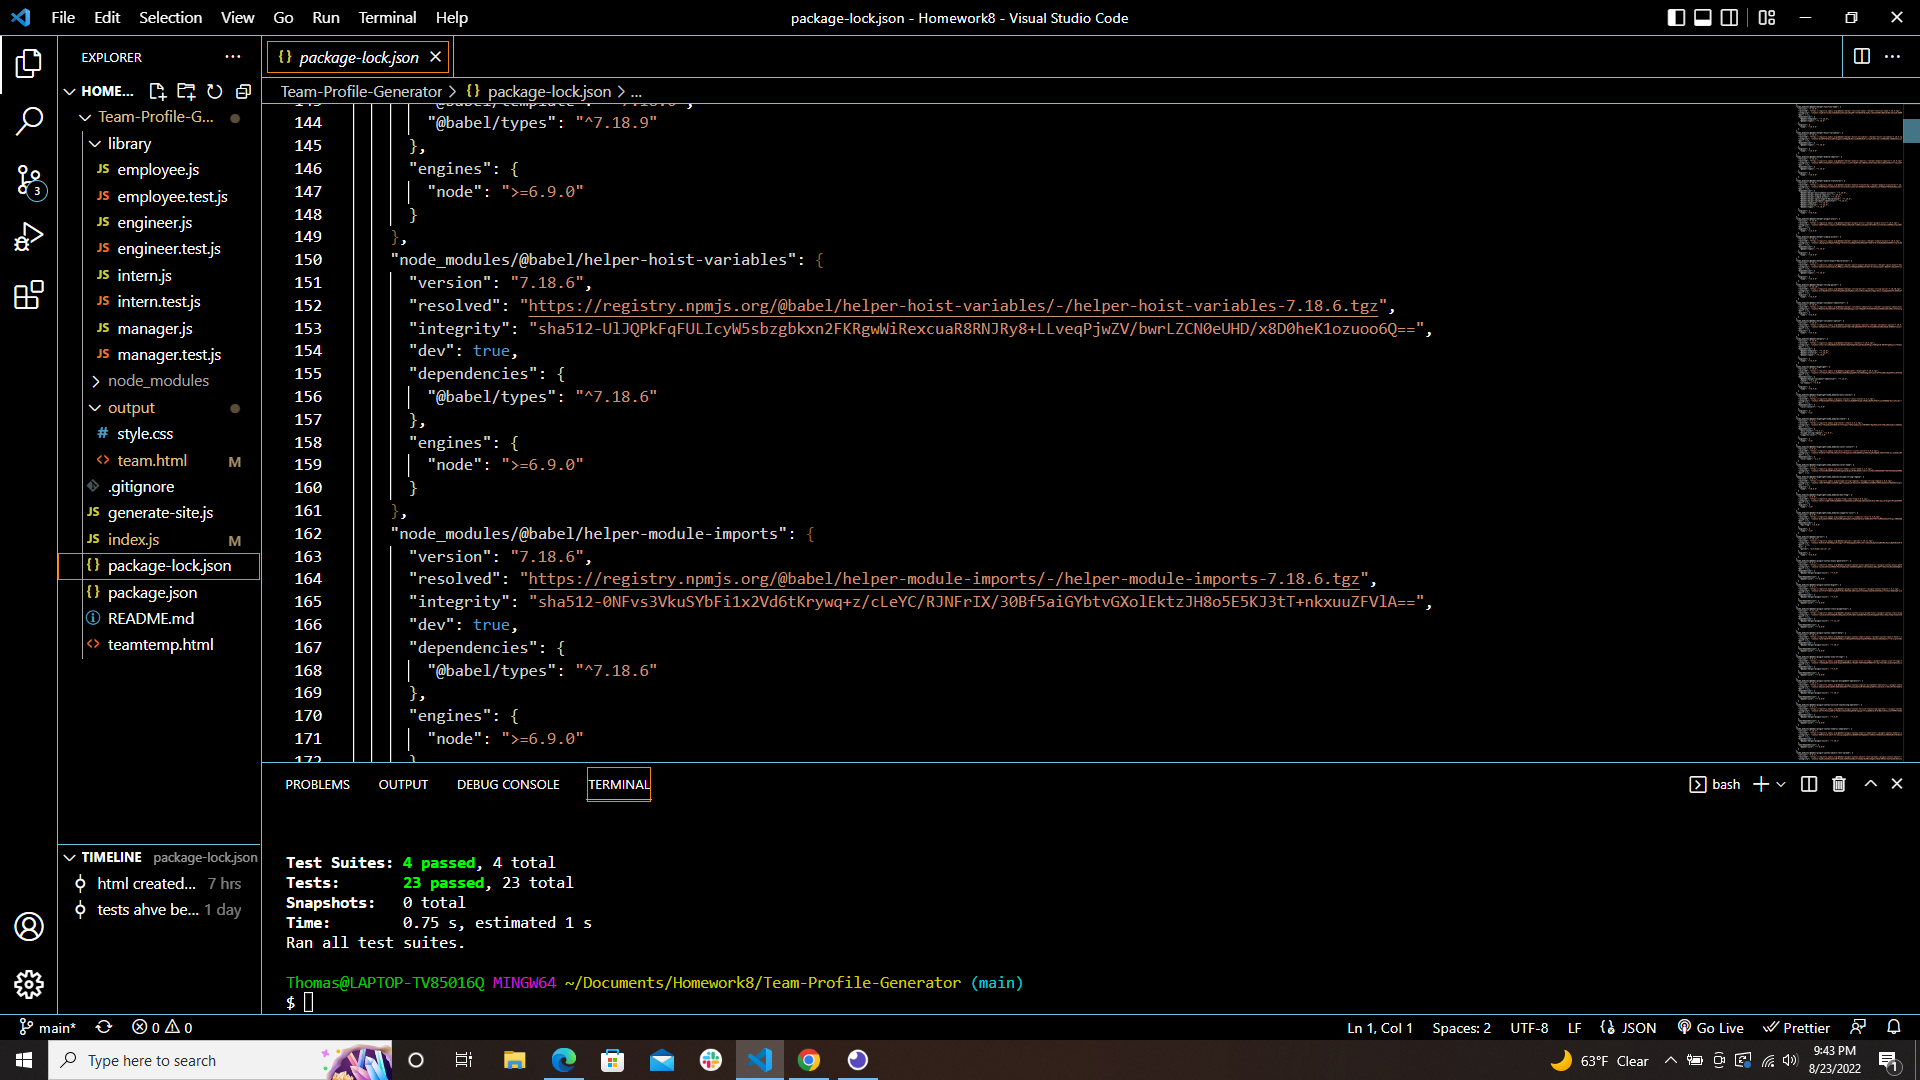 File Edit Selection View Go Run Terminal Help
package-lock.json - Homework8 - Visual Studio Code
EXPLORER
HOME...
Team-Profile-G...
library
JS employee.js
JS employee.test.js
JS engineer.js
JS engineer.test.js
JS intern.js
JS intern.test.js
JS manager.js
JS manager.test.js
node_modules
output
# style.css
<> team.html M
.gitignore
JS generate-site.js
JS index.js M
{} package-lock.json
{} package.json
README.md
<> teamtemp.html
3
TIMELINE package-lock.json
html created... 7 hrs
tests ahve be... 1 day
{} package-lock.json
Team-Profile-Generator > {} package-lock.json > ...
144 "@babel/types": "^7.18.9"
145 },
146 "engines": {
147 "node": ">=6.9.0"
148 }
149 },
150 "node_modules/@babel/helper-hoist-variables": {
151 "version": "7.18.6",
152 "resolved": "https://registry.npmjs.org/@babel/helper-hoist-variables/-/helper-hoist-variables-7.18.6.tgz",
153 "integrity": "sha512-UlJQPkFqFULIcyW5sbzgbkxn2FKRgwWiRexcuaR8RNJRy8+LLveqPjwZV/bwrLZCN0eUHD/x8D0heK1ozuoo6Q==",
154 "dev": true,
155 "dependencies": {
156 "@babel/types": "^7.18.6"
157 },
158 "engines": {
159 "node": ">=6.9.0"
160 }
161 },
162 "node_modules/@babel/helper-module-imports": {
163 "version": "7.18.6",
164 "resolved": "https://registry.npmjs.org/@babel/helper-module-imports/-/helper-module-imports-7.18.6.tgz",
165 "integrity": "sha512-0NFvs3VkuSYbFi1x2Vd6tKrywq+z/cLeYC/RJNFrIX/30Bf5aiGYbtvGXolEktzJH8o5E5KJ3tT+nkxuuZFVlA==",
166 "dev": true,
167 "dependencies": {
168 "@babel/types": "^7.18.6"
169 },
170 "engines": {
171 "node": ">=6.9.0"
172 }
PROBLEMS OUTPUT DEBUG CONSOLE TERMINAL
bash
Test Suites: 4 passed, 4 total
Tests: 23 passed, 23 total
Snapshots: 0 total
Time: 0.75 s, estimated 1 s
Ran all test suites.
Thomas@LAPTOP-TV85016Q MINGW64 ~/Documents/Homework8/Team-Profile-Generator (main)
$
main* 0 0
Ln 1, Col 1 Spaces: 2 UTF-8 LF {} JSON Go Live Prettier
Type here to search
63°F Clear
9:43 PM
8/23/2022
1